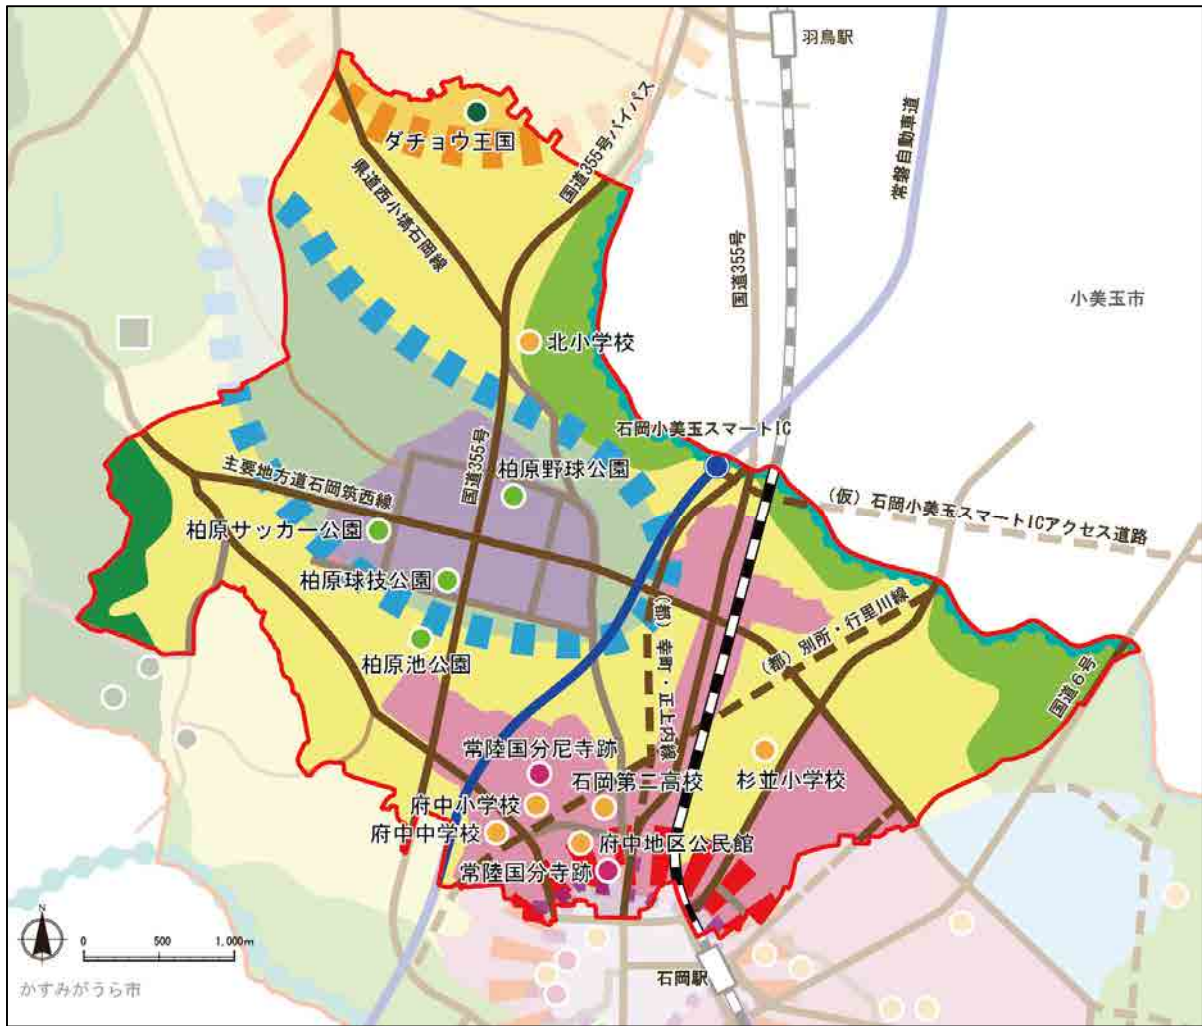 羽鳥駅
ダチョウ王国
国道355号バイパス
常磐自動車道
県道西小塙石岡線
国道355号
小美玉市
北小学校
石岡小美玉スマートIC
主要地方道石岡筑西線
国道355号
柏原野球公園
(仮)石岡小美玉スマートICアクセス道路
柏原サッカー公園
柏原球技公園
(都)幸町・正上内線
(都)別所・行里川線
柏原池公園
国道6号
常陸国分尼寺跡
石岡第二高校
杉並小学校
府中小学校
府中中学校
府中地区公民館
常陸国分寺跡
N
0 500 1,000m
石岡駅
かすみがうら市